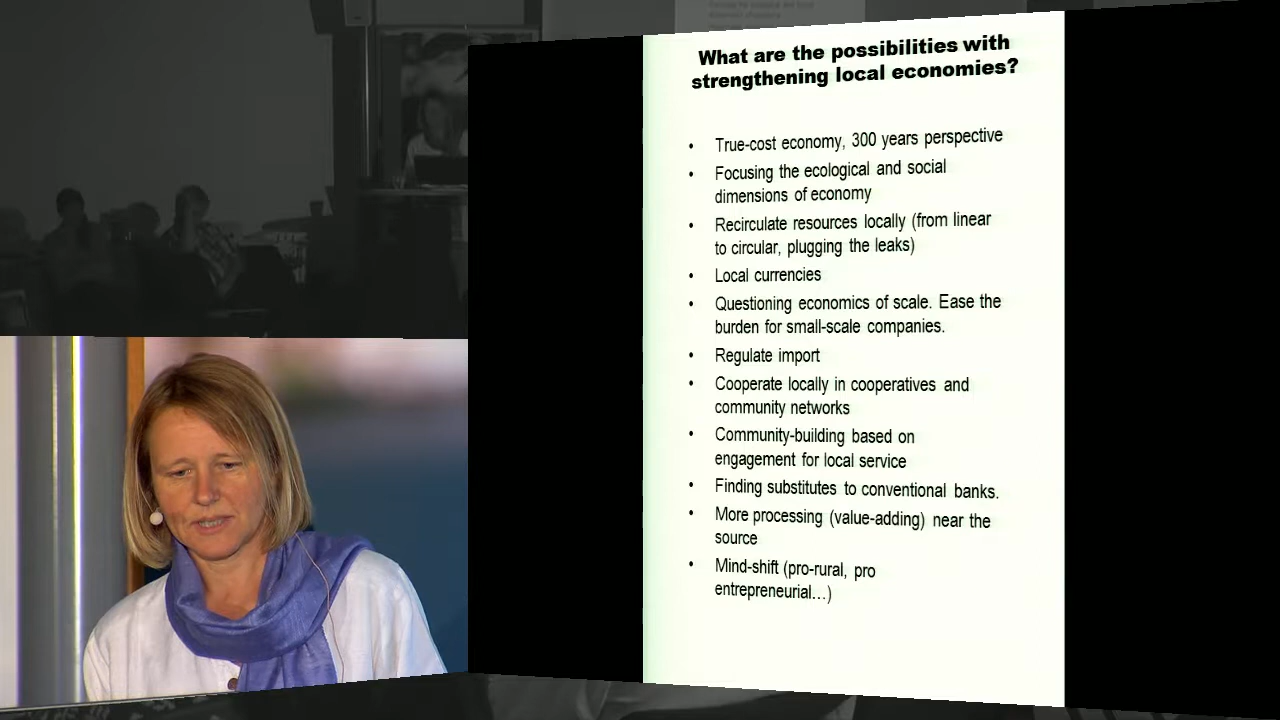 What are the possibilities with
strengthening local economies?
• True-cost economy, 300 years perspective
• Focusing the ecological and social
dimensions of economy
• Recirculate resources locally (from linear
to circular, plugging the leaks)
• Local currencies
• Questioning economics of scale. Ease the
burden for small-scale companies.
• Regulate import
• Cooperate locally in cooperatives and
community networks
• Community-building based on
engagement for local service
• Finding substitutes to conventional banks.
• More processing (value-adding) near the
source
• Mind-shift (pro-rural, pro
entrepreneurial…)